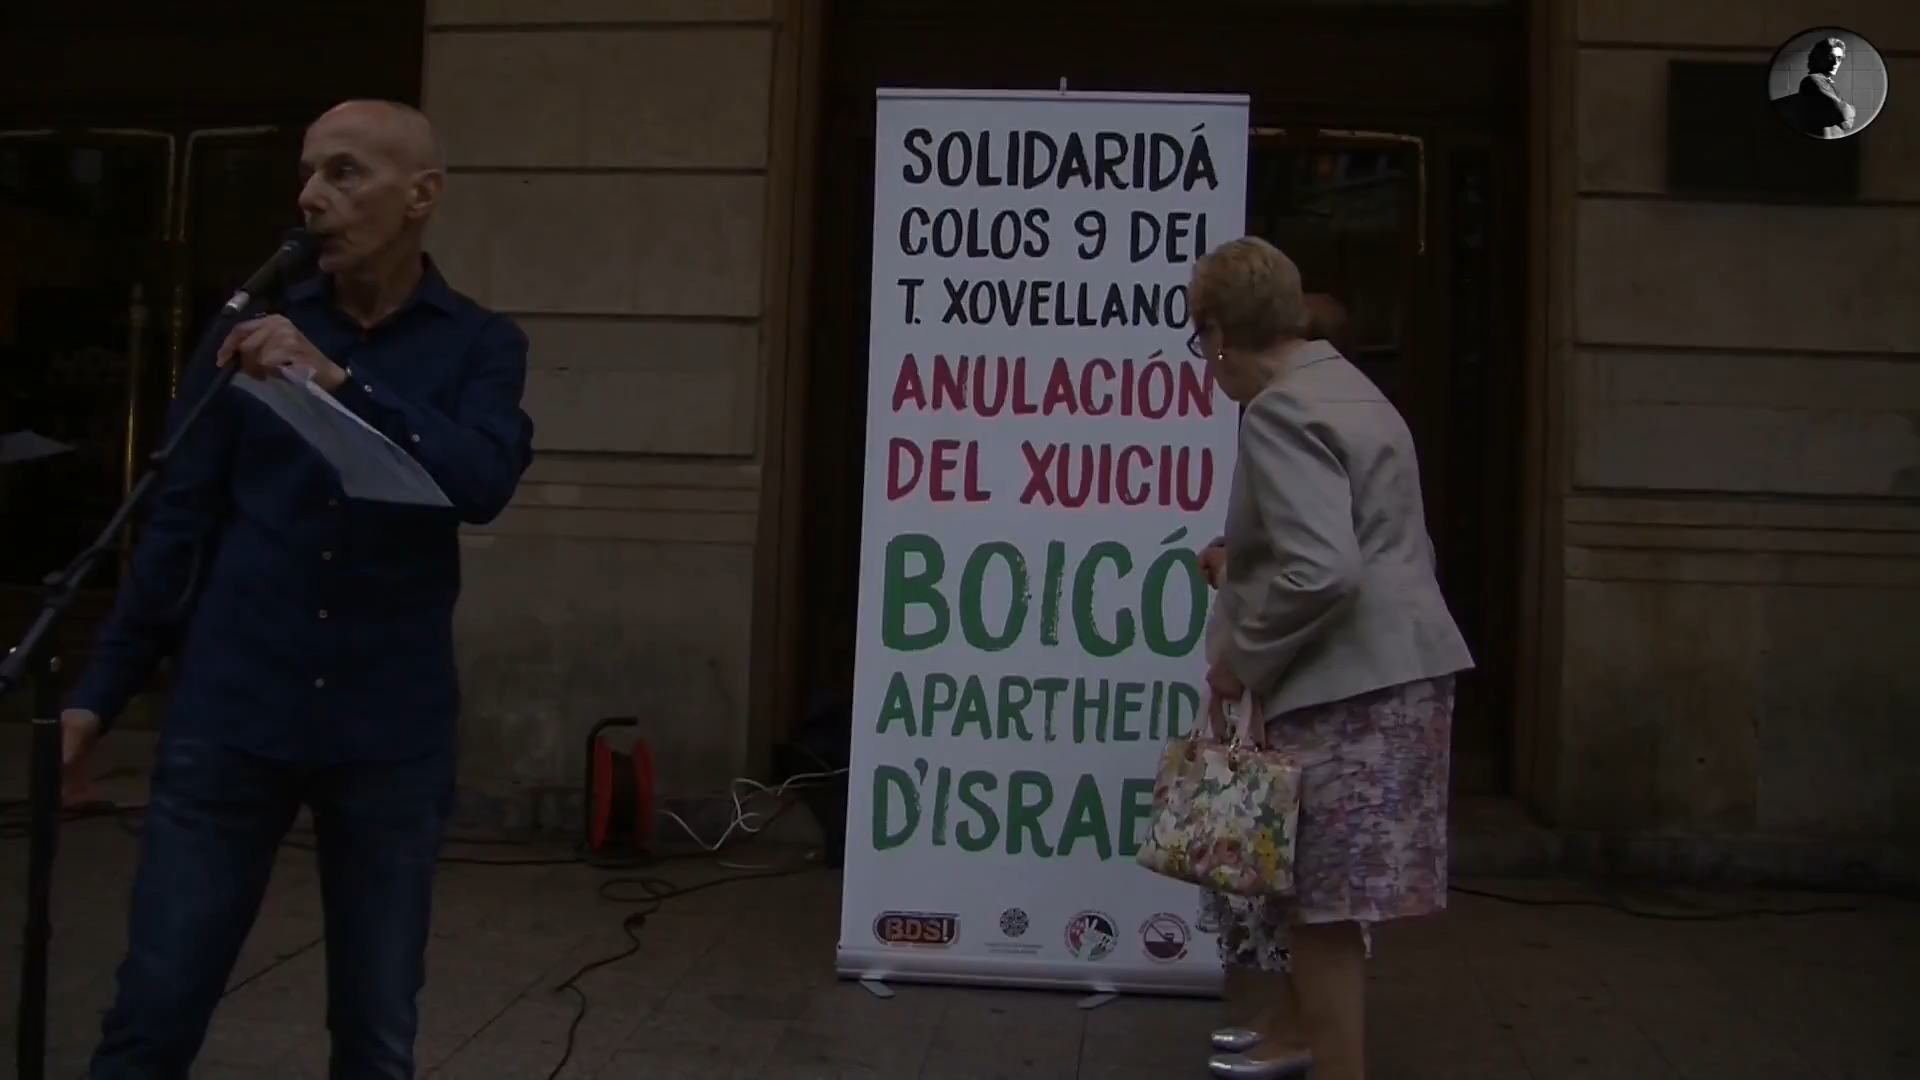 SOLIDARIDÁ
COLOS 9 DEL
T. XOVELLANO
ANULACIÓN
DEL XUICIU
BOICÓ
APARTHEID
D'ISRAE
BDS!